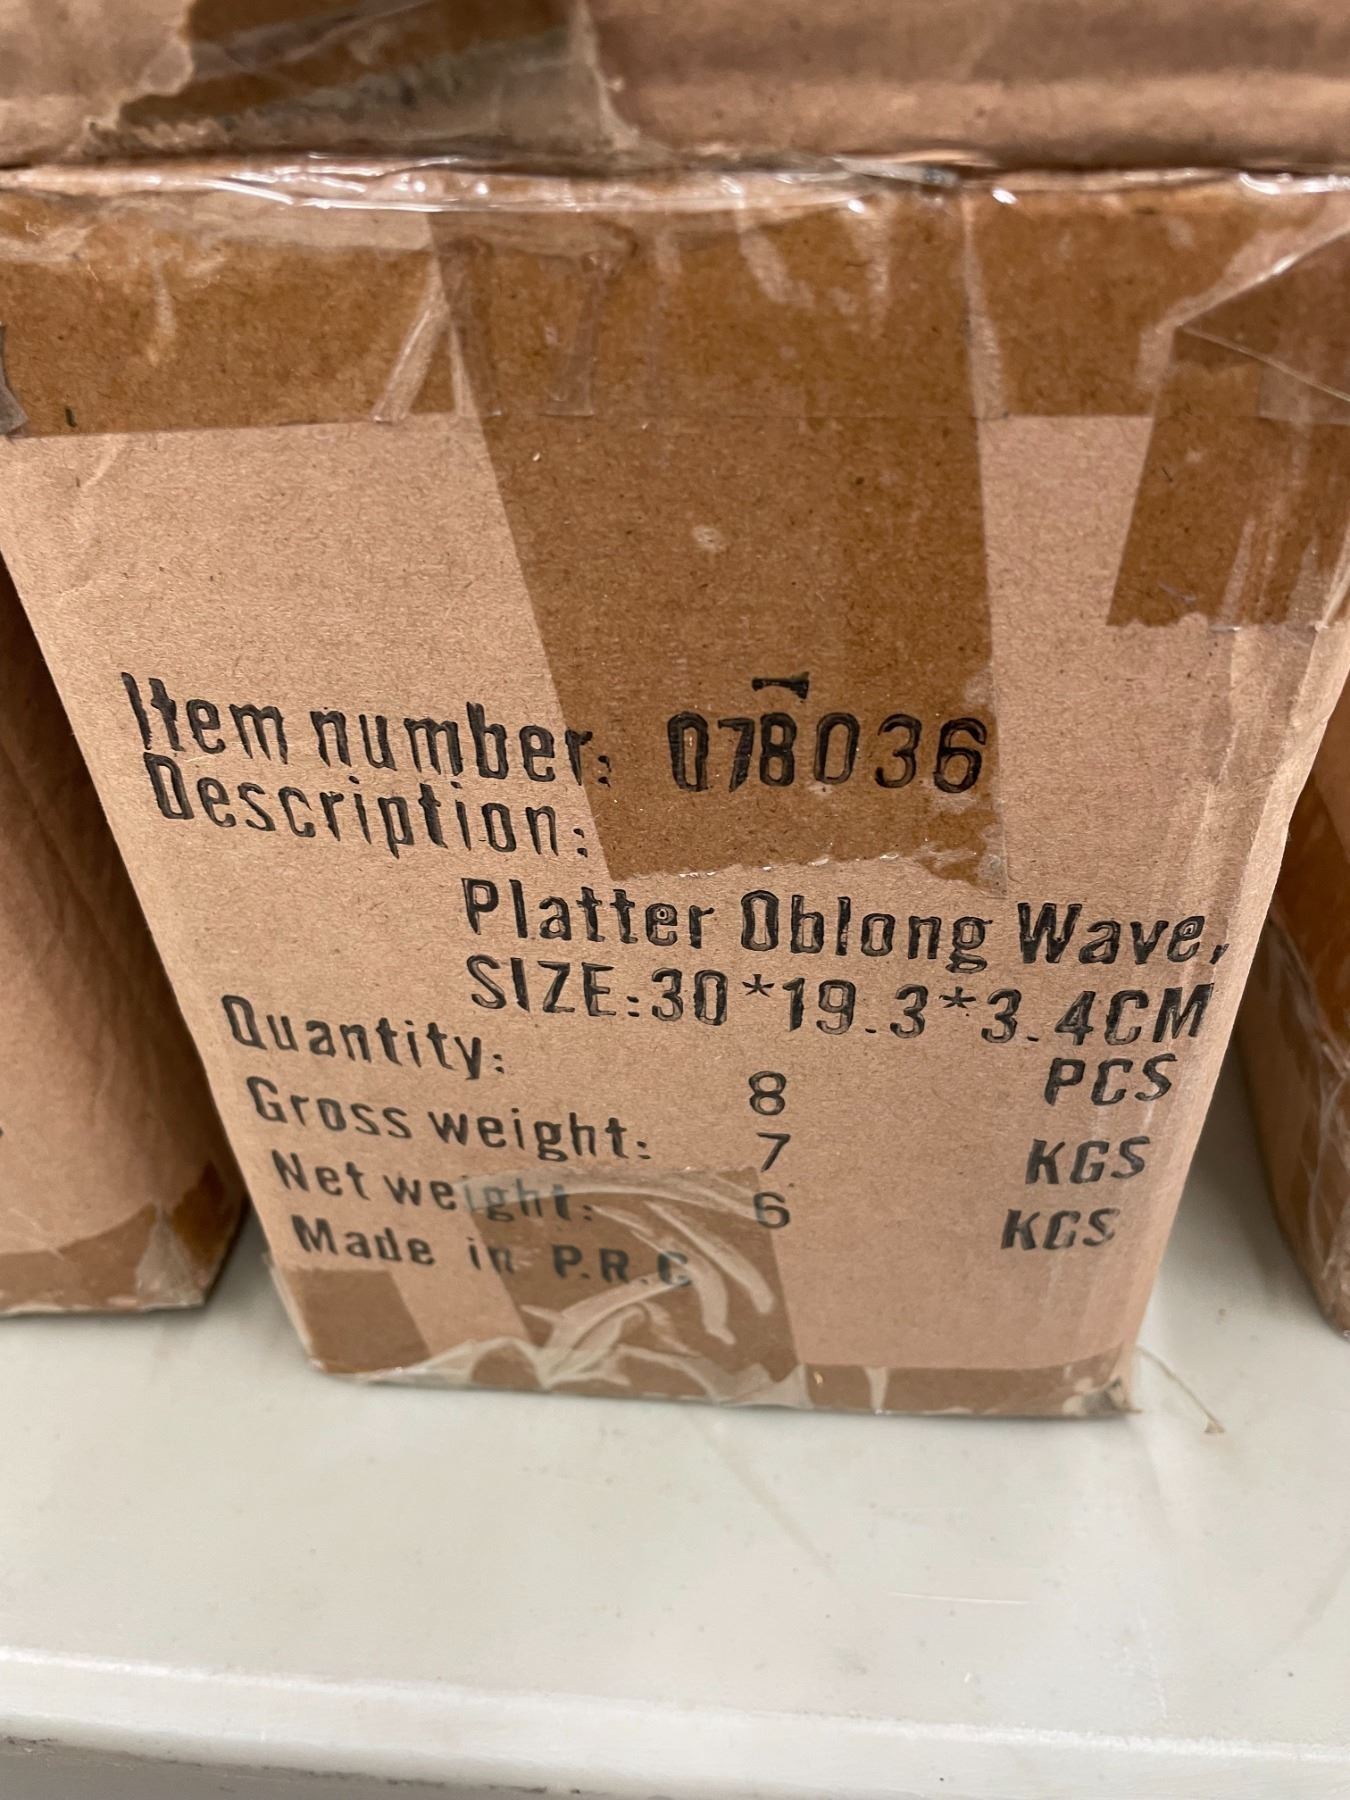 Item number: 078036
Description:
Platter Oblong Wave,
SIZE:30*19.3*3.4CM
Quantity: 8 PCS
Gross weight: 7 KGS
Net weight: 6 KGS
Made in P.R.C